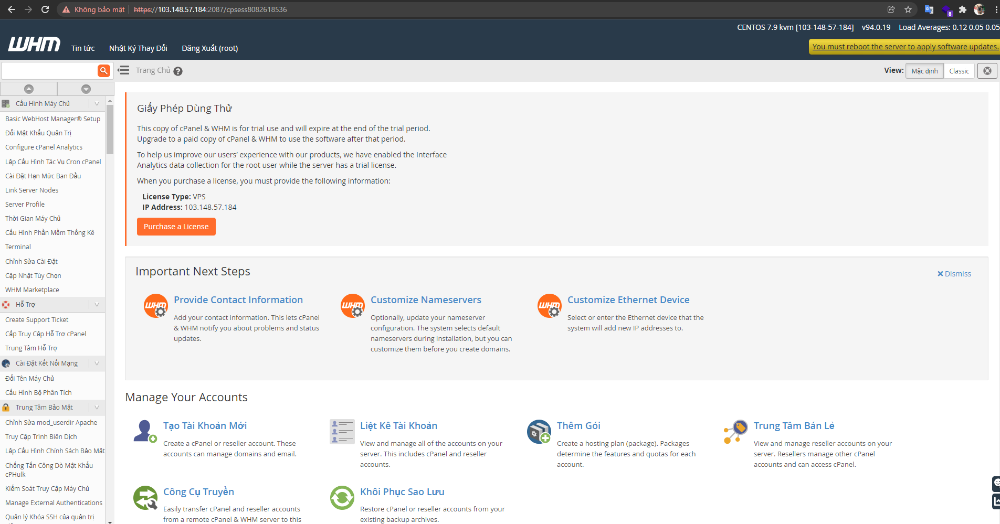 Không bảo mật
https://103.148.57.184:2087/cpsess8082618536
8
CENTOS 7.9 kvm [103-148-57-184] v94.0.19 Load Averages: 0.12 0.05 0.05
WHM
Tin tức
Nhật Ký Thay Đổi
Đăng Xuất (root)
You must reboot the server to apply software updates.
Trang Chủ
View:
Mặc định
Classic
Cấu Hình Máy Chủ
Basic WebHost Manager® Setup
Đổi Mật Khẩu Quản Trị
Configure cPanel Analytics
Lập Cấu Hình Tác Vụ Cron cPanel
Cài Đặt Hạn Mức Ban Đầu
Link Server Nodes
Server Profile
Thời Gian Máy Chủ
Cấu Hình Phần Mềm Thống Kê
Terminal
Chỉnh Sửa Cài Đặt
Cập Nhật Tùy Chọn
WHM Marketplace
Hỗ Trợ
Create Support Ticket
Cấp Truy Cập Hỗ Trợ cPanel
Trung Tâm Hỗ Trợ
Cài Đặt Kết Nối Mạng
Đổi Tên Máy Chủ
Cấu Hình Bộ Phân Tích
Trung Tâm Bảo Mật
Chỉnh Sửa mod_userdir Apache
Truy Cập Trình Biên Dịch
Lập Cấu Hình Chính Sách Bảo Mật
Chống Tấn Công Dò Mật Khẩu
cPHulk
Kiểm Soát Truy Cập Máy Chủ
Manage External Authentications
Quản lý Khóa SSH của quản trị
Giấy Phép Dùng Thử
This copy of cPanel & WHM is for trial use and will expire at the end of the trial period.
Upgrade to a paid copy of cPanel & WHM to use the software after that period.
To help us improve our users’ experience with our products, we have enabled the Interface
Analytics data collection for the root user while the server has a trial license.
When you purchase a license, you must provide the following information:
License Type: VPS
IP Address: 103.148.57.184
Purchase a License
Important Next Steps
Dismiss
WHM
Provide Contact Information
Add your contact information. This lets cPanel
& WHM notify you about problems and status
updates.
WHM
Customize Nameservers
Optionally, update your nameserver
configuration. The system selects default
nameservers during installation, but you can
customize them before you create domains.
WHM
Customize Ethernet Device
Select or enter the Ethernet device that the
system will add new IP addresses to.
Manage Your Accounts
Tạo Tài Khoản Mới
Create a cPanel or reseller account. These
accounts can manage domains and email.
Liệt Kê Tài Khoản
View and manage all of the accounts on your
server. This includes cPanel and reseller
accounts.
Thêm Gói
Create a hosting plan (package). Packages
determine the features and quotas for each
account.
Trung Tâm Bán Lẻ
View and manage reseller accounts on your
server. Resellers manage other cPanel
accounts and can access cPanel.
Công Cụ Truyền
Easily transfer cPanel and reseller accounts
from a remote cPanel & WHM server to this
Khôi Phục Sao Lưu
Restore cPanel or reseller accounts from your
existing backup archives.